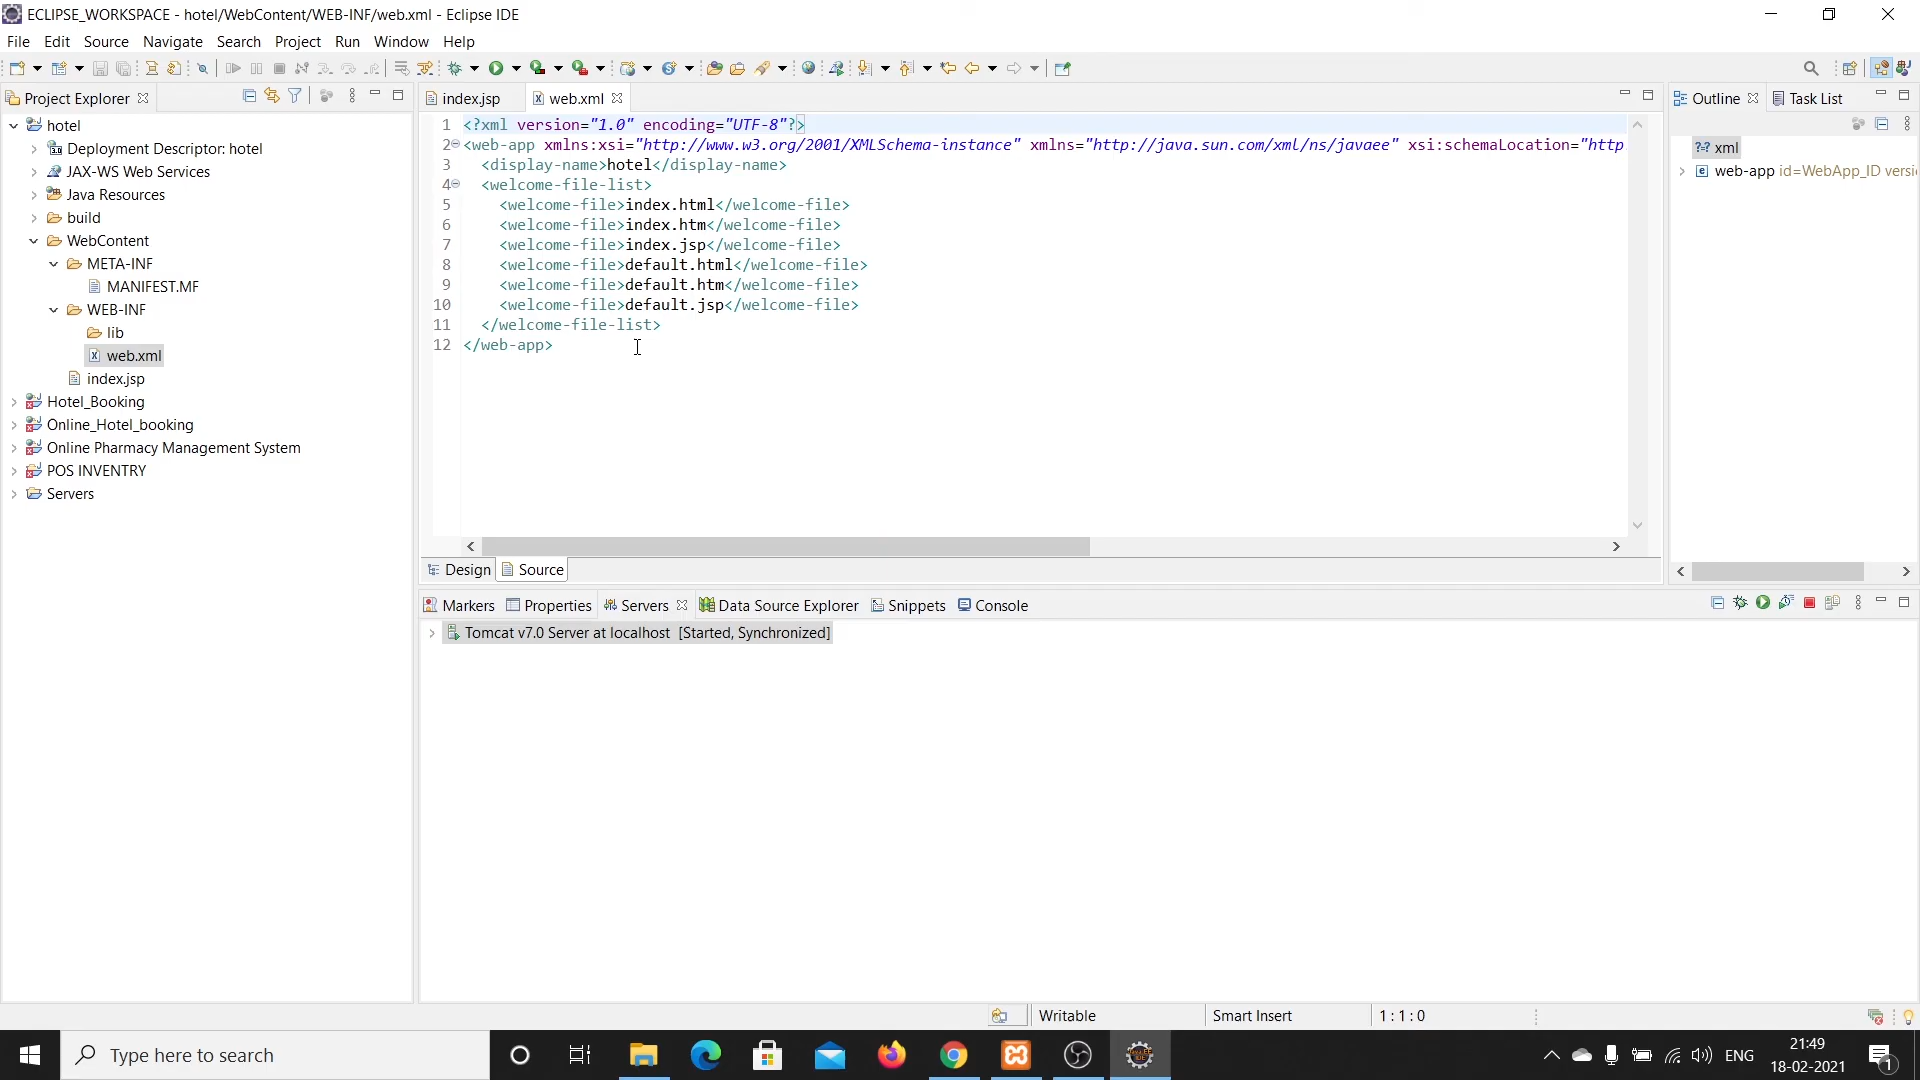 ECLIPSE_WORKSPACE - hotel/WebContent/WEB-INF/web.xml - Eclipse IDE
File Edit Source Navigate Search Project Run Window Help
Project Explorer
hotel
Deployment Descriptor: hotel
JAX-WS Web Services
Java Resources
build
WebContent
META-INF
MANIFEST.MF
WEB-INF
lib
web.xml
index.jsp
Hotel_Booking
Online_Hotel_booking
Online Pharmacy Management System
POS INVENTRY
Servers
index.jsp web.xml
1 <?xml version="1.0" encoding="UTF-8"?>
2 <web-app xmlns:xsi="http://www.w3.org/2001/XMLSchema-instance" xmlns="http://java.sun.com/xml/ns/javaee" xsi:schemaLocation="http
3 <display-name>hotel</display-name>
4 <welcome-file-list>
5 <welcome-file>index.html</welcome-file>
6 <welcome-file>index.htm</welcome-file>
7 <welcome-file>index.jsp</welcome-file>
8 <welcome-file>default.html</welcome-file>
9 <welcome-file>default.htm</welcome-file>
10 <welcome-file>default.jsp</welcome-file>
11 </welcome-file-list>
12 </web-app>
Design Source
Outline Task List
?-? xml
e web-app id=WebApp_ID versi
Markers Properties Servers Data Source Explorer Snippets Console
Tomcat v7.0 Server at localhost [Started, Synchronized]
Writable Smart Insert 1 : 1 : 0
Type here to search
ENG
21:49
18-02-2021
1